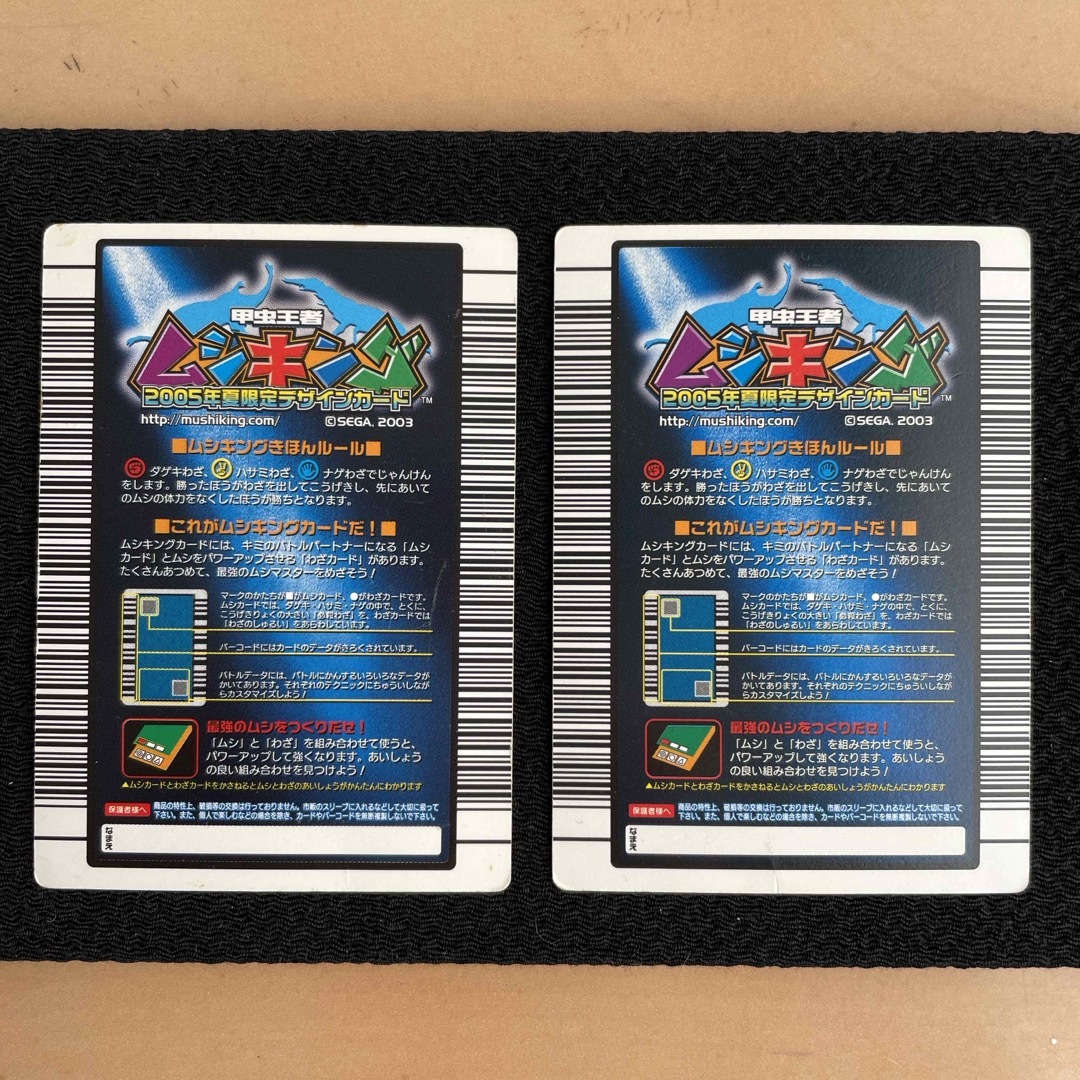 甲虫王者
ムシキング
2005年夏限定デザインカード™
http://mushiking.com/ ©SEGA, 2003
■ムシキングきほんルール■
ダゲキわざ、 ハサミわざ、 ナゲわざでじゃんけん
をします。勝ったほうがわざを出してこうげきし、先にあいて
のムシの体力をなくしたほうが勝ちとなります。
■これがムシキングカードだ！■
ムシキングカードには、キミのバトルパートナーになる「ムシ
カード」とムシをパワーアップさせる「わざカード」があります。
たくさんあつめて、最強のムシマスターをめざそう！
マークのかたちが■がムシカード、●がわざカードです。
ムシカードでは、ダゲキ・ハサミ・ナゲの中で、とくに、
こうげきりょくの大きい「必殺わざ」を、わざカードでは
「わざのしゅるい」をあらわしています。
バーコードにはカードのデータがきろくされています。
バトルデータには、バトルにかんするいろいろなデータが
かいてあります。それぞれのテクニックにちゅういしなが
らカスタマイズしよう！
最強のムシをつくりだせ！
「ムシ」と「わざ」を組み合わせて使うと、
パワーアップして強くなります。あいしょう
の良い組み合わせを見つけよう！
▲ムシカードとわざカードをかさねるとムシとわざのあいしょうがかんたんにわかります
保護者様へ
商品の特性上、破損等の交換は行っておりません。市販のスリーブに入れるなどして大切に扱って
下さい。また、個人で楽しむなどの場合を除き、カードやバーコードを無断複製しないで下さい。
なまえ
甲虫王者
ムシキング
2005年夏限定デザインカード™
http://mushiking.com/ ©SEGA, 2003
■ムシキングきほんルール■
ダゲキわざ、 ハサミわざ、 ナゲわざでじゃんけん
をします。勝ったほうがわざを出してこうげきし、先にあいて
のムシの体力をなくしたほうが勝ちとなります。
■これがムシキングカードだ！■
ムシキングカードには、キミのバトルパートナーになる「ムシ
カード」とムシをパワーアップさせる「わざカード」があります。
たくさんあつめて、最強のムシマスターをめざそう！
マークのかたちが■がムシカード、●がわざカードです。
ムシカードでは、ダゲキ・ハサミ・ナゲの中で、とくに、
こうげきりょくの大きい「必殺わざ」を、わざカードでは
「わざのしゅるい」をあらわしています。
バーコードにはカードのデータがきろくされています。
バトルデータには、バトルにかんするいろいろなデータが
かいてあります。それぞれのテクニックにちゅういしなが
らカスタマイズしよう！
最強のムシをつくりだせ！
「ムシ」と「わざ」を組み合わせて使うと、
パワーアップして強くなります。あいしょう
の良い組み合わせを見つけよう！
▲ムシカードとわざカードをかさねるとムシとわざのあいしょうがかんたんにわかります
保護者様へ
商品の特性上、破損等の交換は行っておりません。市販のスリーブに入れるなどして大切に扱って
下さい。また、個人で楽しむなどの場合を除き、カードやバーコードを無断複製しないで下さい。
なまえ